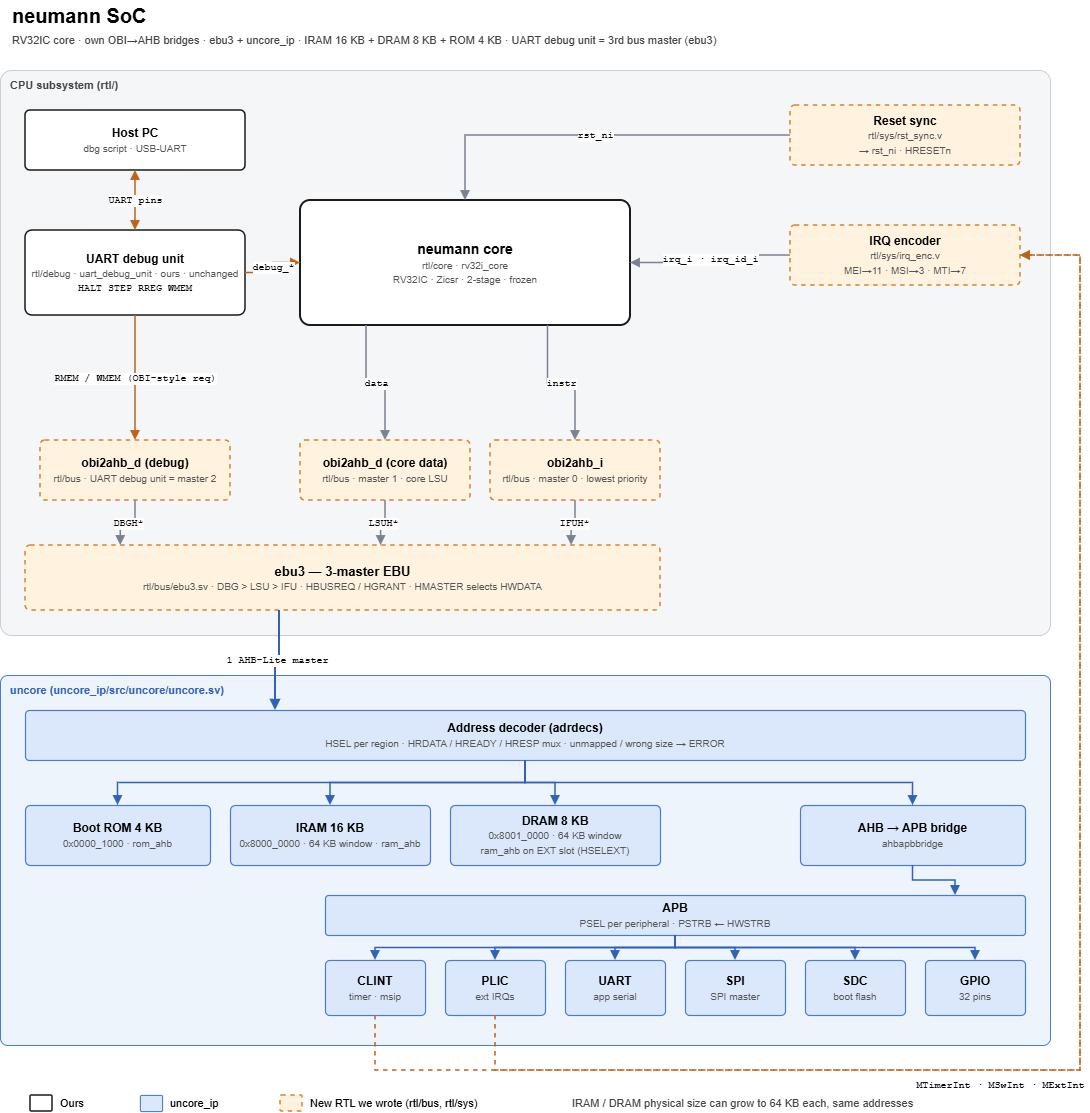 neumann SoC
RV32IC core · own OBI→AHB bridges · ebu3 + uncore_ip · IRAM 16 KB + DRAM 8 KB + ROM 4 KB · UART debug unit = 3rd bus master (ebu3)
CPU subsystem (rtl/)
Host PC
dbg script · USB-UART
rst_ni
Reset sync
rtl/sys/rst_sync.v
→ rst_ni · HRESETn
UART pins
UART debug unit
rtl/debug · uart_debug_unit · ours · unchanged
HALT STEP RREG WMEM
debug_*
neumann core
rtl/core · rv32i_core
RV32IC · Zicsr · 2-stage · frozen
irq_i · irq_id_i
IRQ encoder
rtl/sys/irq_enc.v
MEI→11 · MSI→3 · MTI→7
RMEM / WMEM (OBI-style req)
data
instr
obi2ahb_d (debug)
rtl/bus · UART debug unit = master 2
obi2ahb_d (core data)
rtl/bus · master 1 · core LSU
obi2ahb_i
rtl/bus · master 0 · lowest priority
DBGH*
LSUH*
IFUH*
ebu3 — 3-master EBU
rtl/bus/ebu3.sv · DBG > LSU > IFU · HBUSREQ / HGRANT · HMASTER selects HWDATA
1 AHB-Lite master
uncore (uncore_ip/src/uncore/uncore.sv)
Address decoder (adrdecs)
HSEL per region · HRDATA / HREADY / HRESP mux · unmapped / wrong size → ERROR
Boot ROM 4 KB
0x0000_1000 · rom_ahb
IRAM 16 KB
0x8000_0000 · 64 KB window · ram_ahb
DRAM 8 KB
0x8001_0000 · 64 KB window
ram_ahb on EXT slot (HSELEXT)
AHB → APB bridge
ahbapbbridge
APB
PSEL per peripheral · PSTRB ← HWSTRB
CLINT
timer · msip
PLIC
ext IRQs
UART
app serial
SPI
SPI master
SDC
boot flash
GPIO
32 pins
MTimerInt · MSwInt · MExtInt
Ours
uncore_ip
New RTL we wrote (rtl/bus, rtl/sys)
IRAM / DRAM physical size can grow to 64 KB each, same addresses